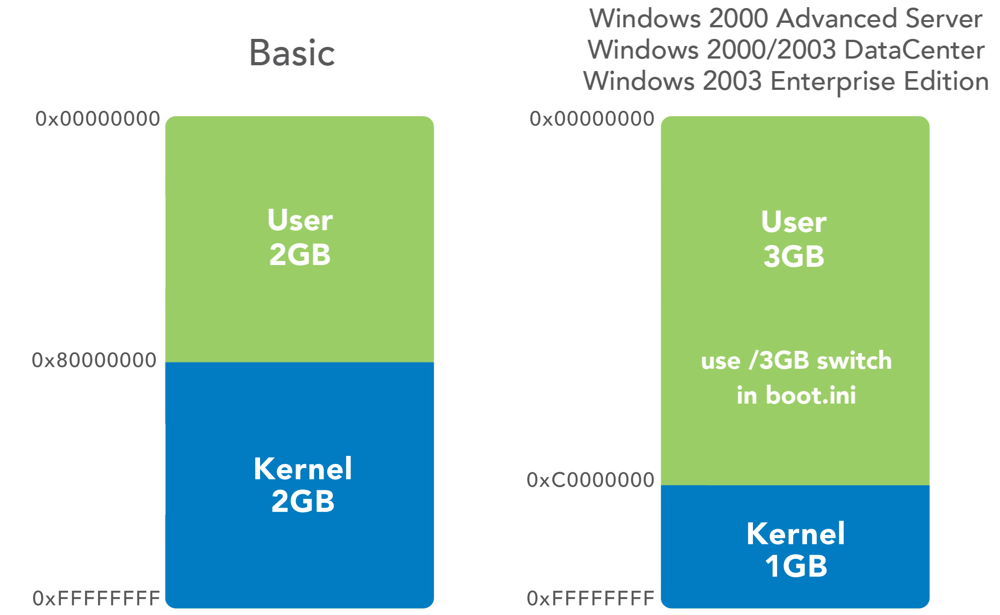 Basic
0x00000000
User
2GB
0x80000000
Kernel
2GB
0xFFFFFFFF
Windows 2000 Advanced Server
Windows 2000/2003 DataCenter
Windows 2003 Enterprise Edition
0x00000000
User
3GB
use /3GB switch
in boot.ini
0xC0000000
Kernel
1GB
0xFFFFFFFF